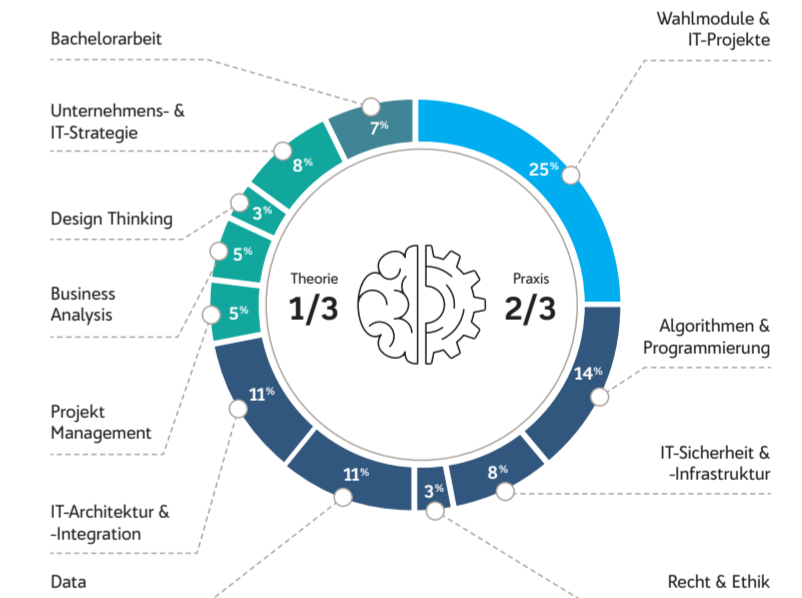 Wahlmodule &
IT-Projekte
Bachelorarbeit
Unternehmens- &
IT-Strategie
7%
8%
25%
3%
Design Thinking
5%
Business
Analysis
Theorie
1/3
Praxis
2/3
5%
Algorithmen &
Programmierung
14%
11%
Projekt
Management
IT-Sicherheit &
-Infrastruktur
11%
3%
8%
IT-Architektur &
-Integration
Data
Recht & Ethik